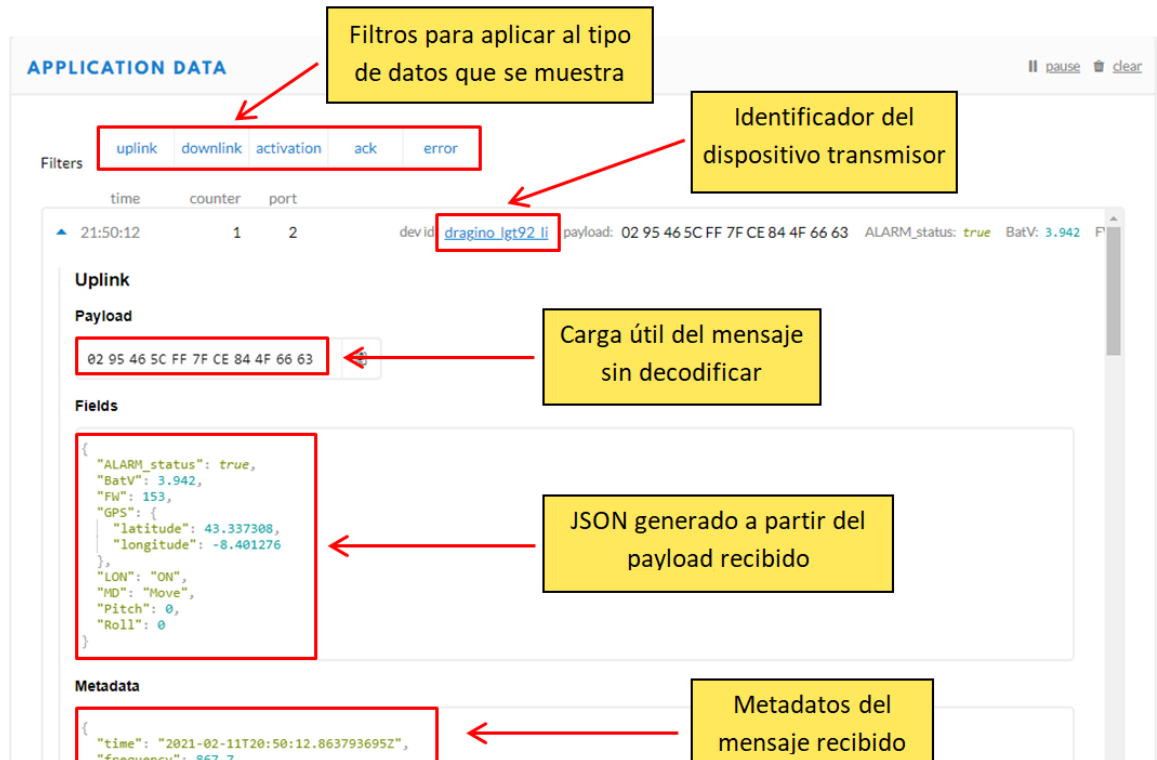 Filtros para aplicar al tipo
de datos que se muestra
APPLICATION DATA
pause clear
Identificador del
dispositivo transmisor
Filters uplink downlink activation ack error
time counter port
21:50:12 1 2 dev id: dragino_lgt92_li payload: 02 95 46 5C FF 7F CE 84 4F 66 63 ALARM_status: true BatV: 3.942
Uplink
Payload
02 95 46 5C FF 7F CE 84 4F 66 63
Carga útil del mensaje
sin decodificar
Fields
{
"ALARM_status": true,
"BatV": 3.942,
"FW": 153,
"GPS": {
"latitude": 43.337308,
"longitude": -8.401276
},
"LON": "ON",
"MD": "Move",
"Pitch": 0,
"Roll": 0
}
JSON generado a partir del
payload recibido
Metadata
{
"time": "2021-02-11T20:50:12.863793695Z",
"frequency": 867.7
Metadatos del
mensaje recibido